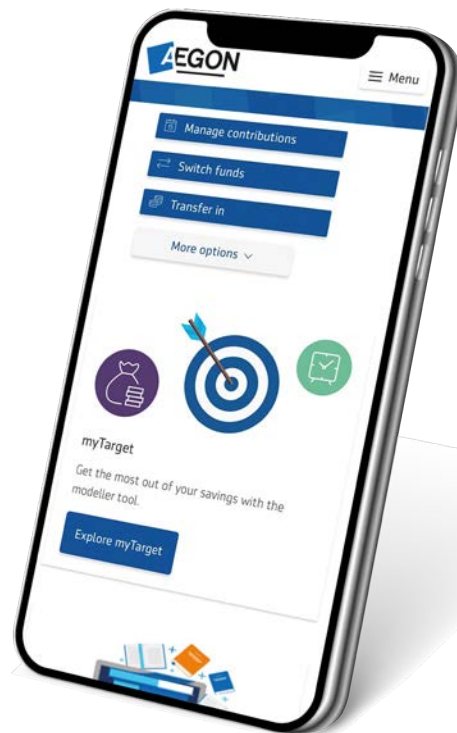 AEGON
Menu
Manage contributions
Switch funds
Transfer in
More options
myTarget
Get the most out of your savings with the
modeller tool.
Explore myTarget